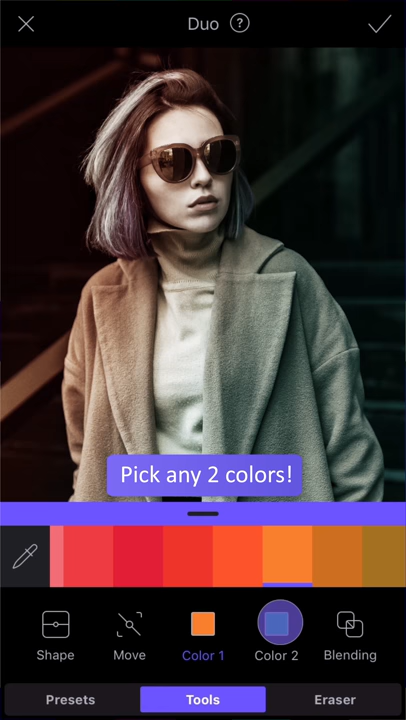 Duo ?
Pick any 2 colors!
Shape Move Color 1 Color 2 Blending
Presets Tools Eraser